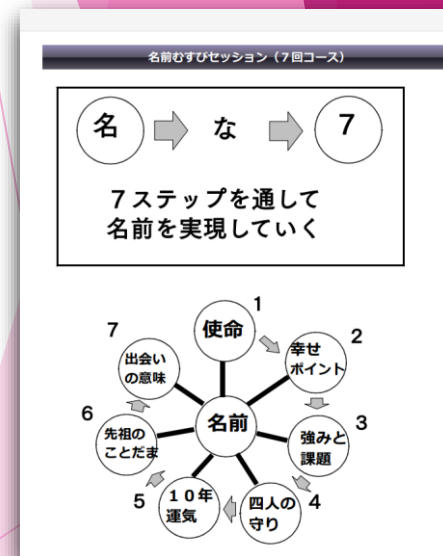 名前むすびセッション（７回コース）
名 な 7
７ステップを通して
名前を実現していく
1
使命
2
幸せ
ポイント
3
強みと
課題
4
四人の
守り
5
１０年
運気
6
先祖の
ことだま
7
出会い
の意味
名前